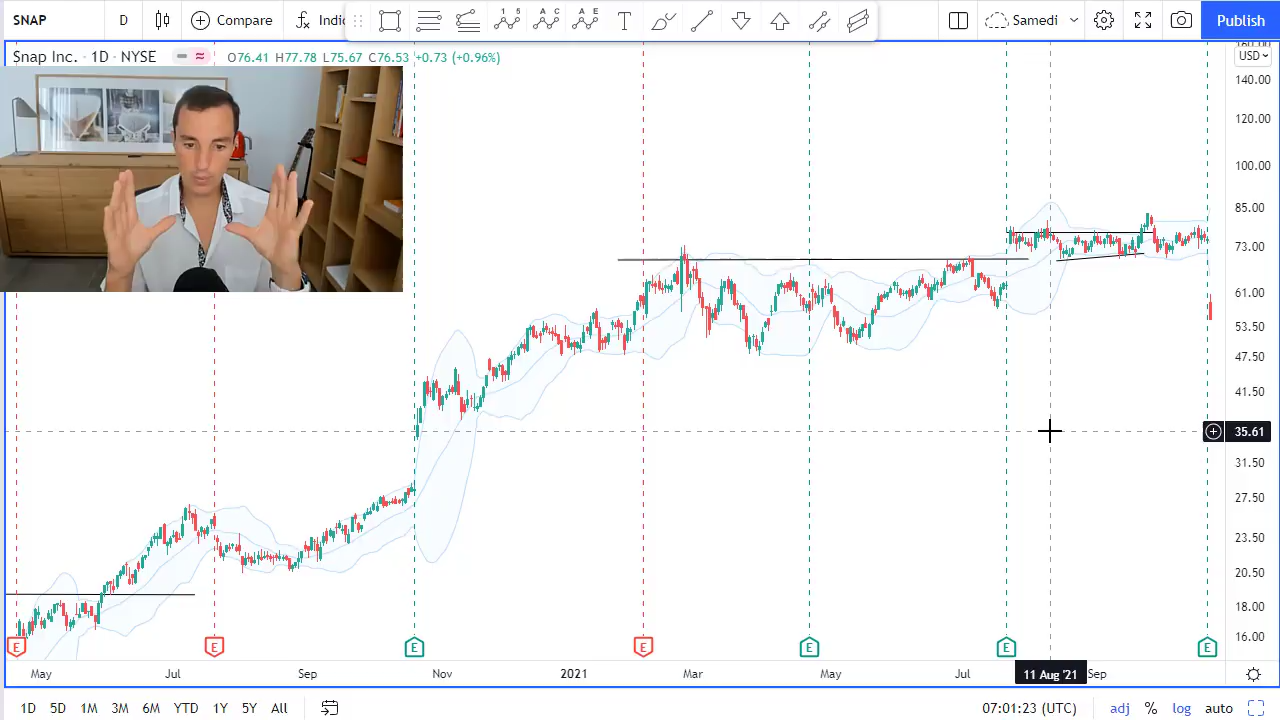 SNAP D Compare Indic Samedi Publish
Snap Inc. · 1D · NYSE O76.41 H77.78 L75.67 C76.53 +0.73 (+0.96%)
USD
140.00
120.00
100.00
85.00
73.00
61.00
53.50
47.50
41.50
35.61
31.50
27.50
23.50
20.50
18.00
16.00
E E E E E E E
May Jul Sep Nov 2021 Mar May Jul 11 Aug '21 Sep
1D 5D 1M 3M 6M YTD 1Y 5Y All 07:01:23 (UTC) adj % log auto